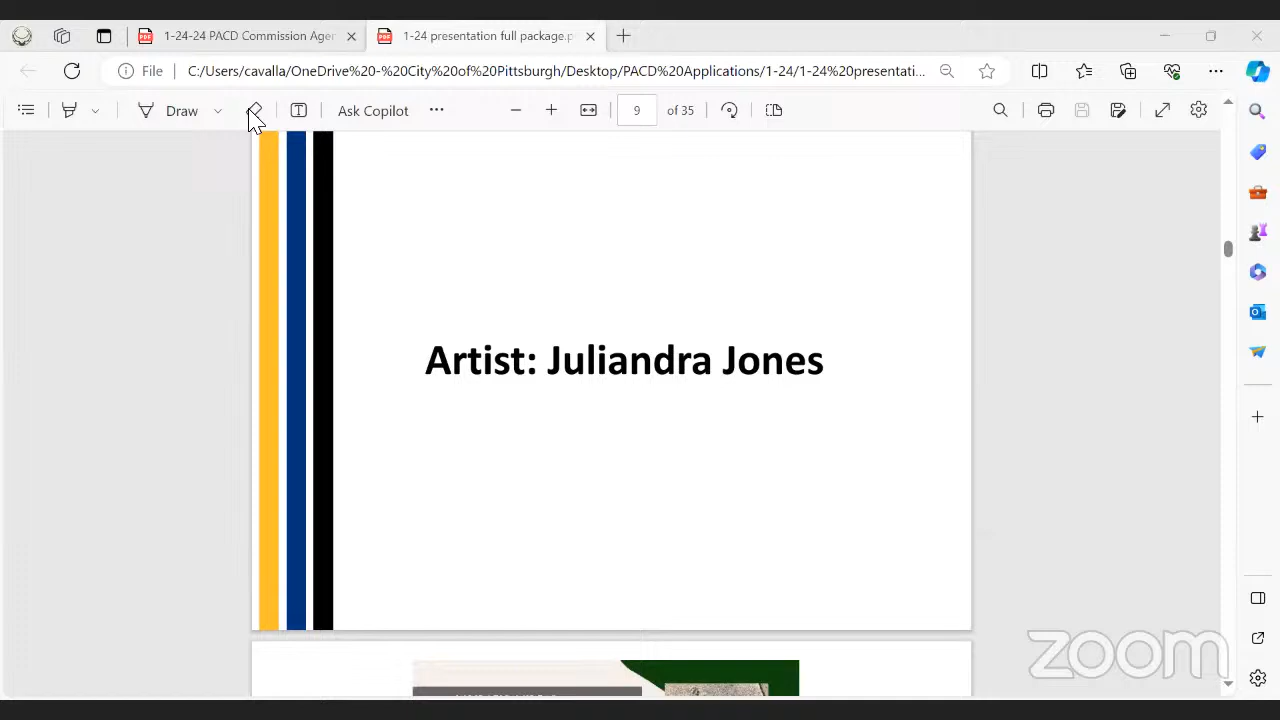 1-24-24 PACD Commission Ager
1-24 presentation full package.p
File
C:/Users/cavalla/OneDrive%20-%20City%20of%20Pittsburgh/Desktop/PACD%20Applications/1-24/1-24%20presentati...
Draw
Ask Copilot
9 of 35
Artist: Juliandra Jones
zoom